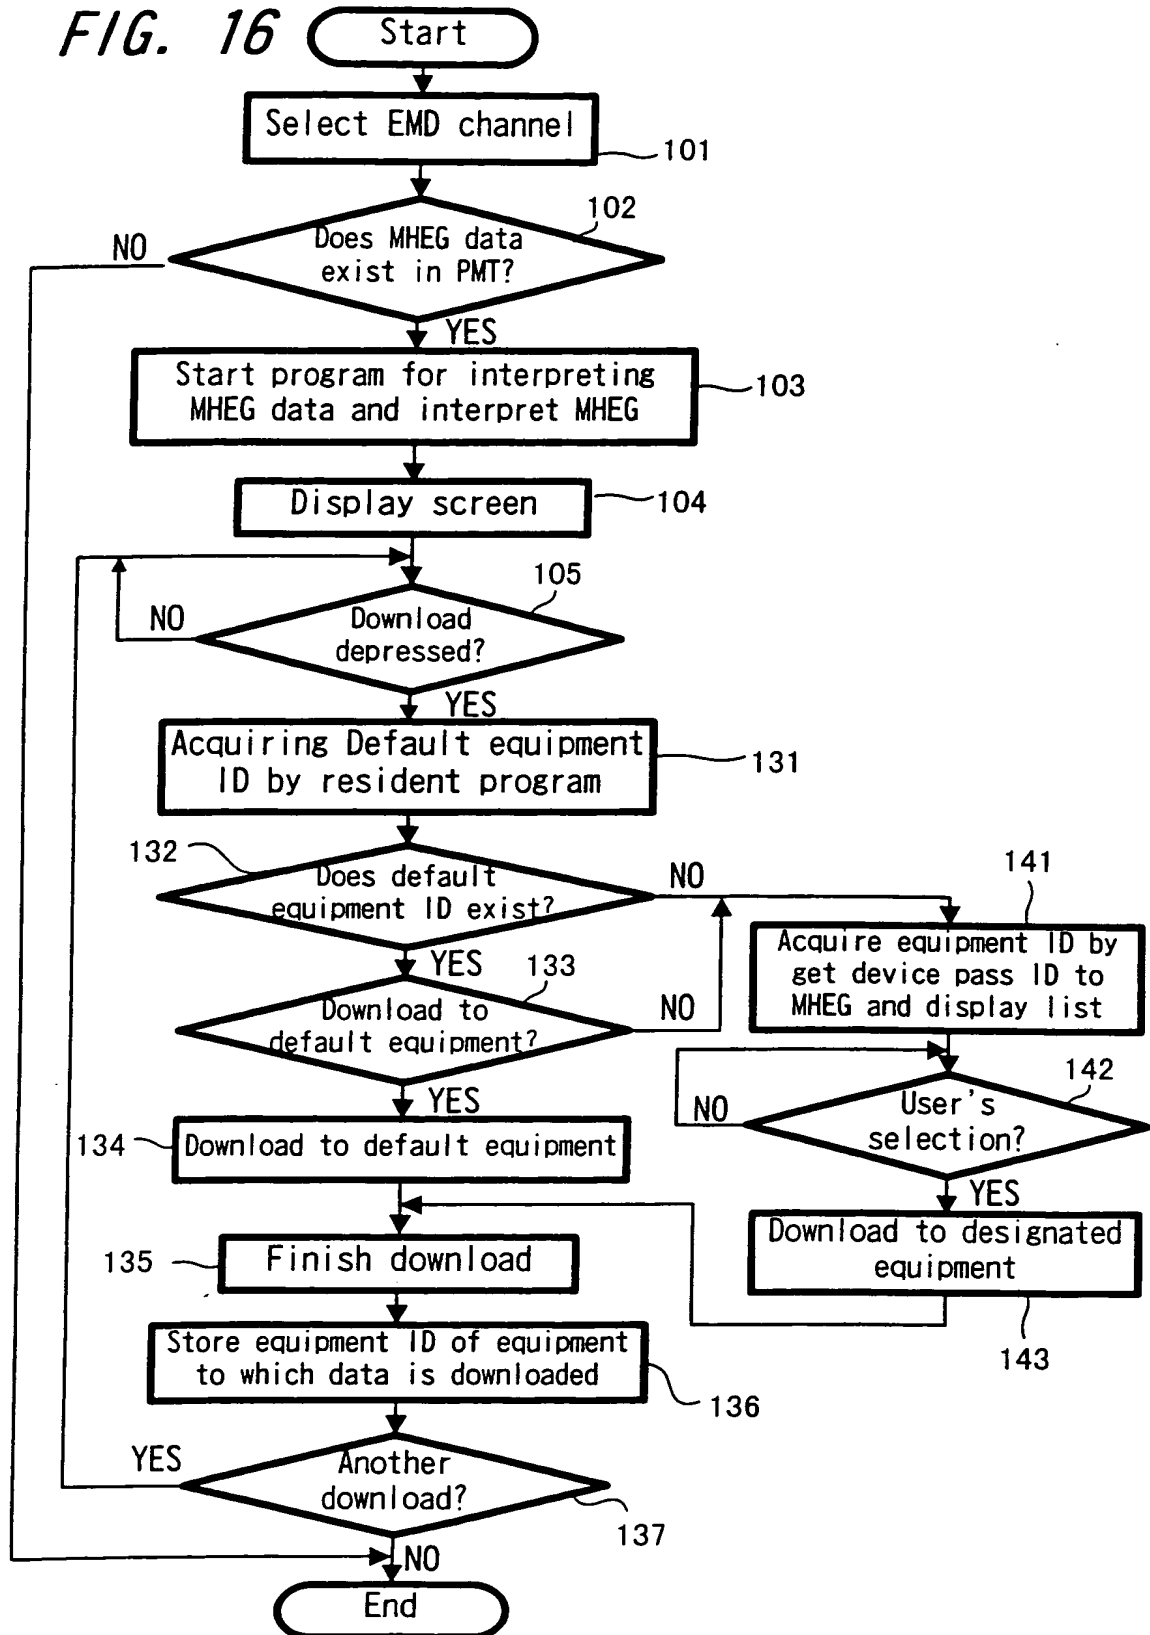 FIG. 16
Start
Select EMD channel
101
102
Does MHEG data
exist in PMT?
NO
YES
Start program for interpreting
MHEG data and interpret MHEG
103
Display screen
104
105
Download
depressed?
NO
YES
Acquiring Default equipment
ID by resident program
131
132
Does default
equipment ID exist?
NO
YES
141
Acquire equipment ID by
get device pass ID to
MHEG and display list
133
Download to
default equipment?
NO
YES
142
User's
selection?
NO
YES
134
Download to default equipment
Download to designated
equipment
143
135
Finish download
Store equipment ID of equipment
to which data is downloaded
136
YES
Another
download?
137
NO
End